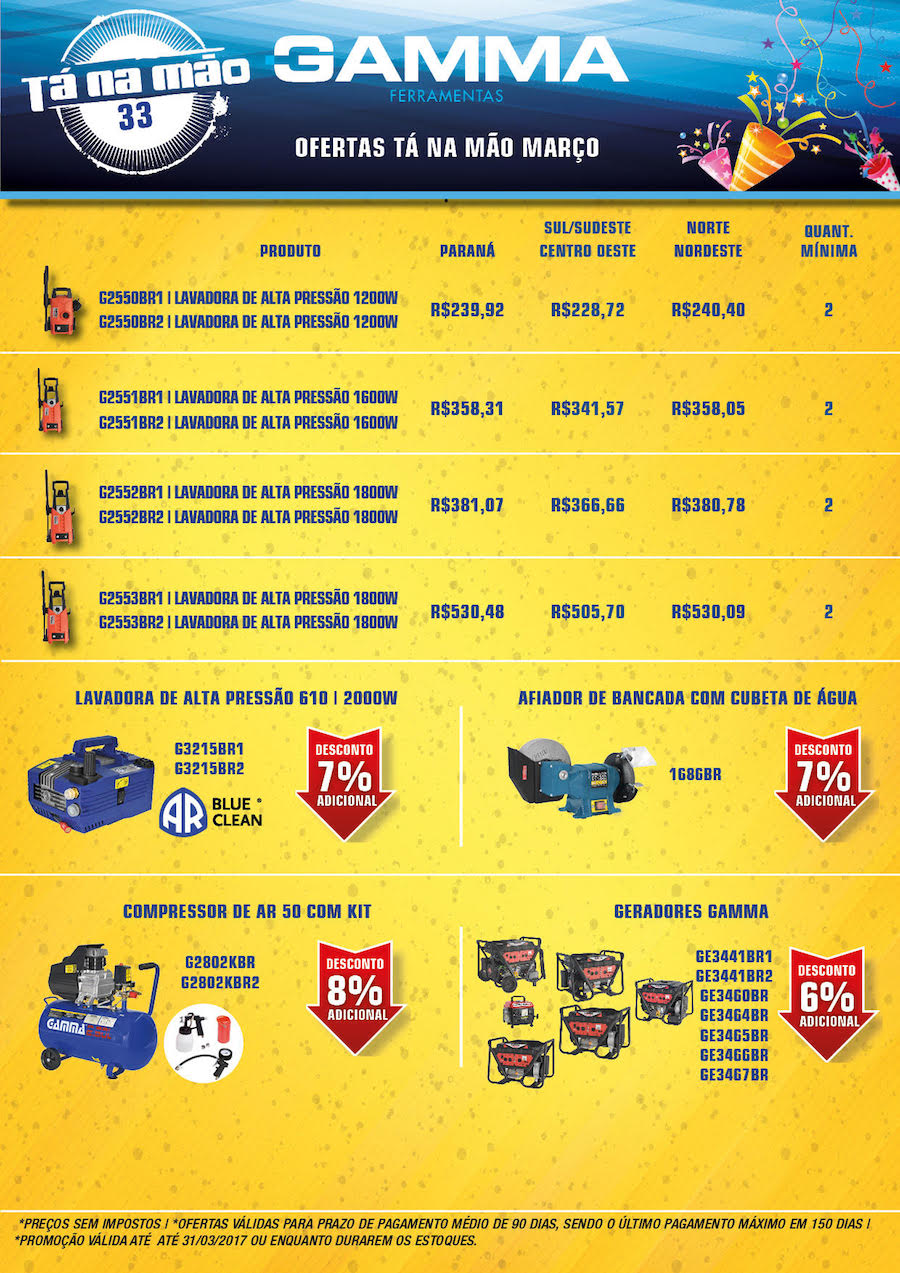 Tá na mão
33
GAMMA
FERRAMENTAS
OFERTAS TÁ NA MÃO MARÇO
PRODUTO
PARANÁ
SUL/SUDESTE
CENTRO OESTE
NORTE
NORDESTE
QUANT.
MÍNIMA
G2550BR1 | LAVADORA DE ALTA PRESSÃO 1200W
G2550BR2 | LAVADORA DE ALTA PRESSÃO 1200W
R$239,92
R$228,72
R$240,40
2
G2551BR1 | LAVADORA DE ALTA PRESSÃO 1600W
G2551BR2 | LAVADORA DE ALTA PRESSÃO 1600W
R$358,31
R$341,57
R$358,05
2
G2552BR1 | LAVADORA DE ALTA PRESSÃO 1800W
G2552BR2 | LAVADORA DE ALTA PRESSÃO 1800W
R$381,07
R$366,66
R$380,78
2
G2553BR1 | LAVADORA DE ALTA PRESSÃO 1800W
G2553BR2 | LAVADORA DE ALTA PRESSÃO 1800W
R$530,48
R$505,70
R$530,09
2
LAVADORA DE ALTA PRESSÃO G10 | 2000W
G3215BR1
G3215BR2
AR BLUE ®
CLEAN
DESCONTO
7%
ADICIONAL
AFIADOR DE BANCADA COM CUBETA DE ÁGUA
1686BR
DESCONTO
7%
ADICIONAL
COMPRESSOR DE AR 50 COM KIT
G2802KBR
G2802KBR2
GAMMA
DESCONTO
8%
ADICIONAL
GERADORES GAMMA
GE3441BR1
GE3441BR2
GE3460BR
GE3464BR
GE3465BR
GE3466BR
GE3467BR
DESCONTO
6%
ADICIONAL
*PREÇOS SEM IMPOSTOS | *OFERTAS VÁLIDAS PARA PRAZO DE PAGAMENTO MÉDIO DE 90 DIAS, SENDO O ÚLTIMO PAGAMENTO MÁXIMO EM 150 DIAS |
*PROMOÇÃO VÁLIDA ATÉ ATÉ 31/03/2017 OU ENQUANTO DURAREM OS ESTOQUES.